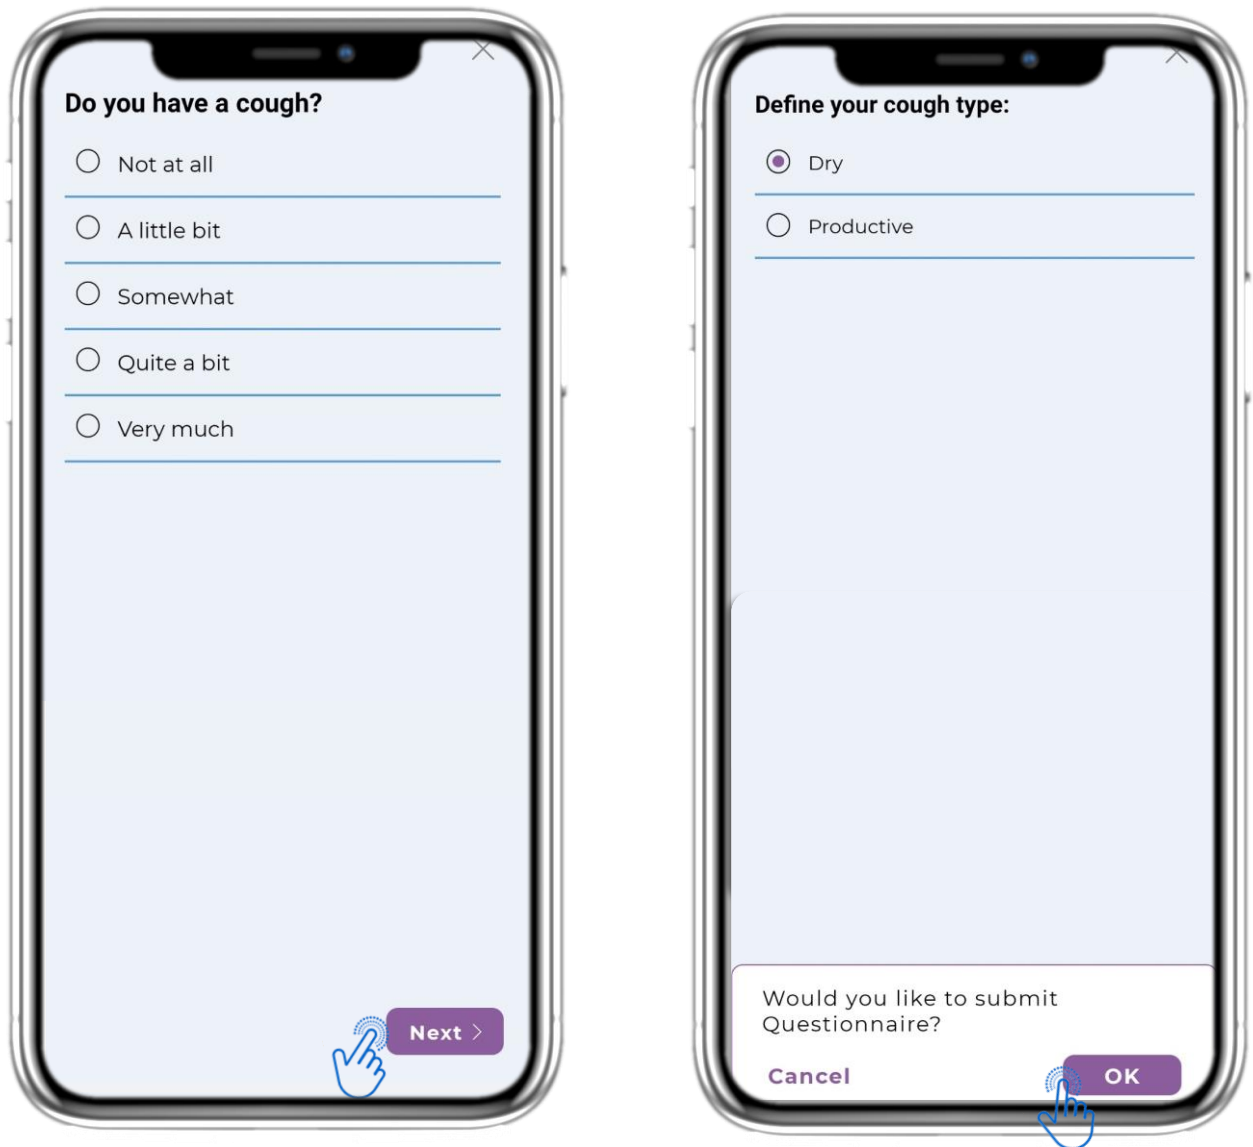 Do you have a cough?
Not at all
A little bit
Somewhat
Quite a bit
Very much
Next >
Define your cough type:
Dry
Productive
Would you like to submit
Questionnaire?
Cancel
OK